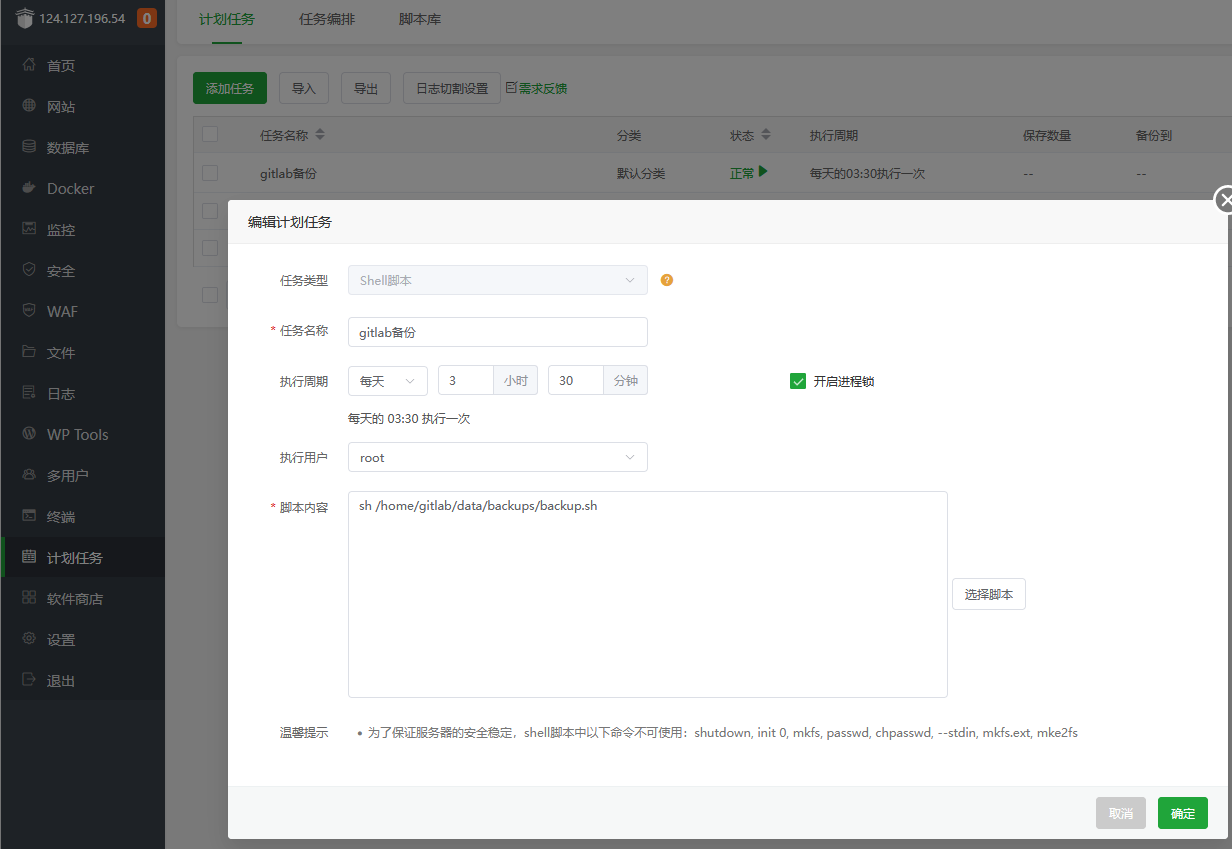 124.127.196.54 0
首页
网站
数据库
Docker
监控
安全
WAF
文件
日志
WP Tools
多用户
终端
计划任务
软件商店
设置
退出
计划任务 任务编排 脚本库
添加任务 导入 导出 日志切割设置 需求反馈
任务名称 分类 状态 执行周期 保存数量 备份到
gitlab备份 默认分类 正常 每天的03:30执行一次 -- --
编辑计划任务
任务类型 Shell脚本 ?
* 任务名称 gitlab备份
执行周期 每天 3 小时 30 分钟 开启进程锁
每天的 03:30 执行一次
执行用户 root
* 脚本内容 sh /home/gitlab/data/backups/backup.sh
选择脚本
温馨提示 • 为了保证服务器的安全稳定，shell脚本中以下命令不可使用：shutdown, init 0, mkfs, passwd, chpasswd, --stdin, mkfs.ext, mke2fs
取消 确定